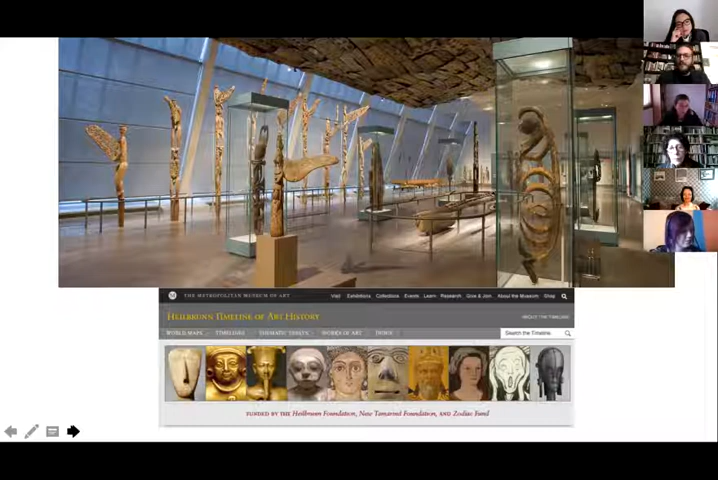 THE METROPOLITAN MUSEUM OF ART
Visit Exhibitions Collections Events Learn Research Give & Join About the Museum Shop
HEILBRUNN TIMELINE OF ART HISTORY
ABOUT THE TIMELINE
WORLD MAPS TIMELINES THEMATIC ESSAYS WORKS OF ART INDEX
Search the Timeline
FUNDED BY THE Heilbrunn Foundation, New Tamarind Foundation, AND Zodiac Fund